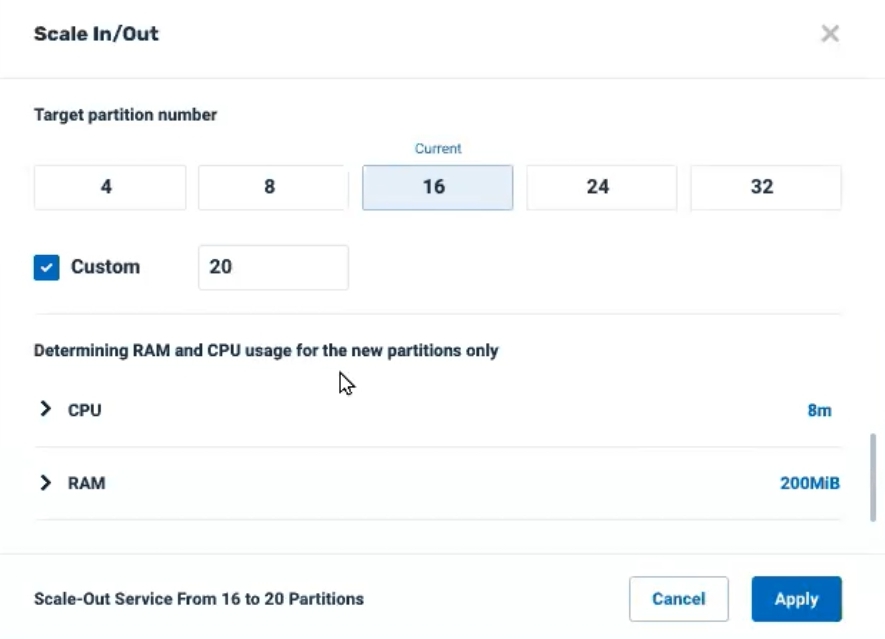 Scale In/Out
Target partition number
Current
4 8 16 24 32
Custom 20
Determining RAM and CPU usage for the new partitions only
CPU 8m
RAM 200MiB
Scale-Out Service From 16 to 20 Partitions Cancel Apply